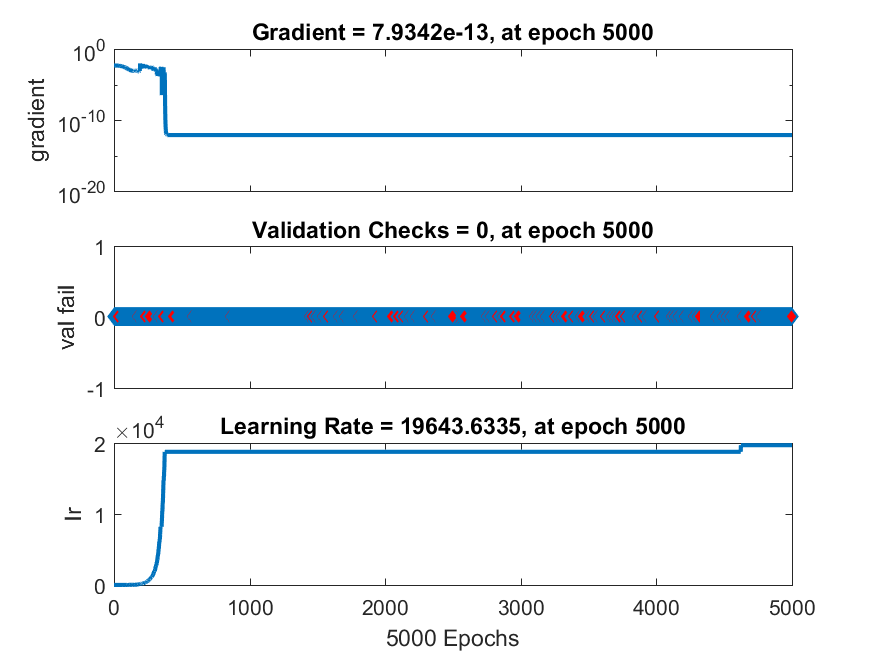 Gradient = 7.9342e-13, at epoch 5000
10^0
10^-10
10^-20
gradient
Validation Checks = 0, at epoch 5000
1
0
-1
val fail
Learning Rate = 19643.6335, at epoch 5000
×10^4
2
1
0
lr
0 1000 2000 3000 4000 5000
5000 Epochs